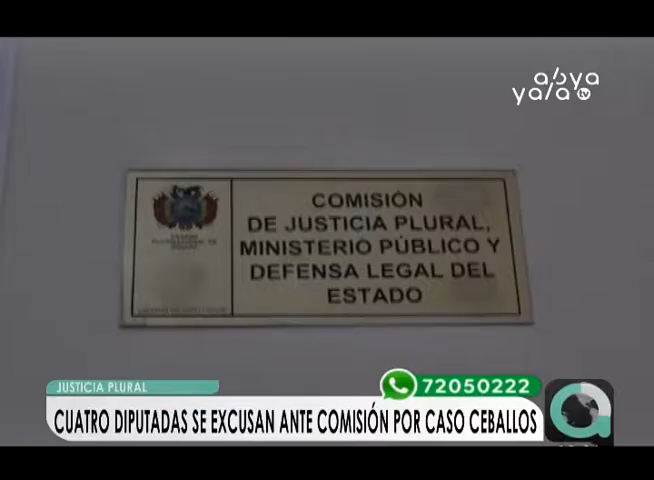 abya
yala tv
COMISIÓN
DE JUSTICIA PLURAL,
MINISTERIO PÚBLICO Y
DEFENSA LEGAL DEL
ESTADO
JUSTICIA PLURAL
72050222
CUATRO DIPUTADAS SE EXCUSAN ANTE COMISIÓN POR CASO CEBALLOS